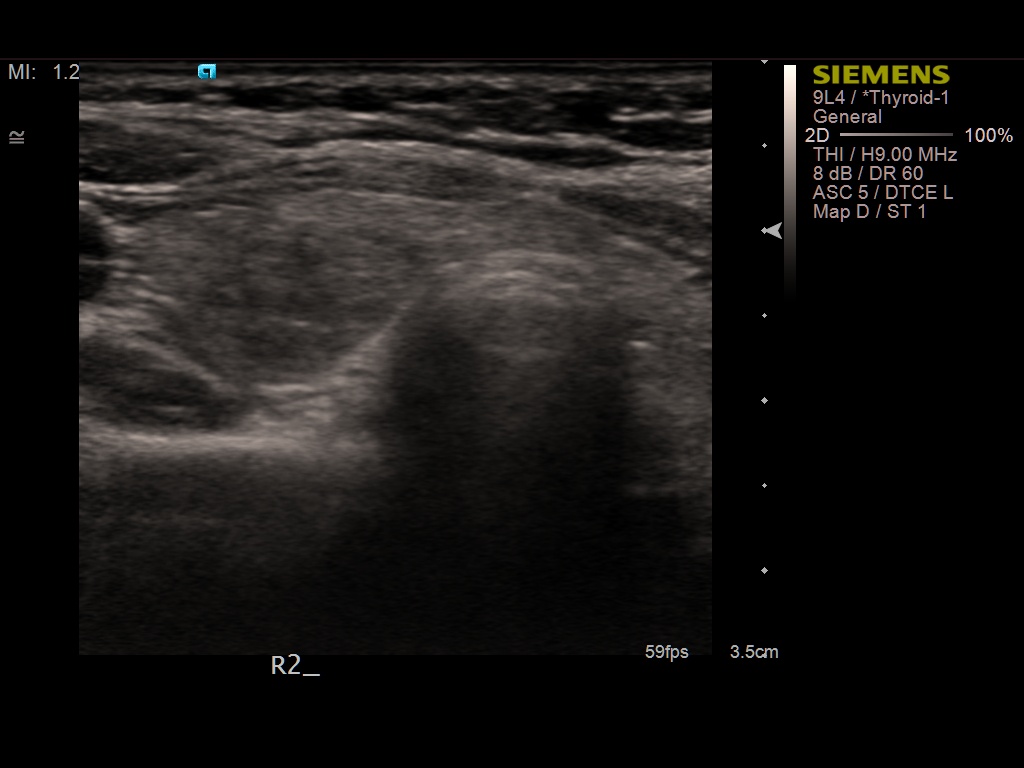 MI: 1.2
SIEMENS
9L4 / *Thyroid-1
General
2D 100%
THI / H9.00 MHz
8 dB / DR 60
ASC 5 / DTCE L
Map D / ST 1
59fps 3.5cm
R2_